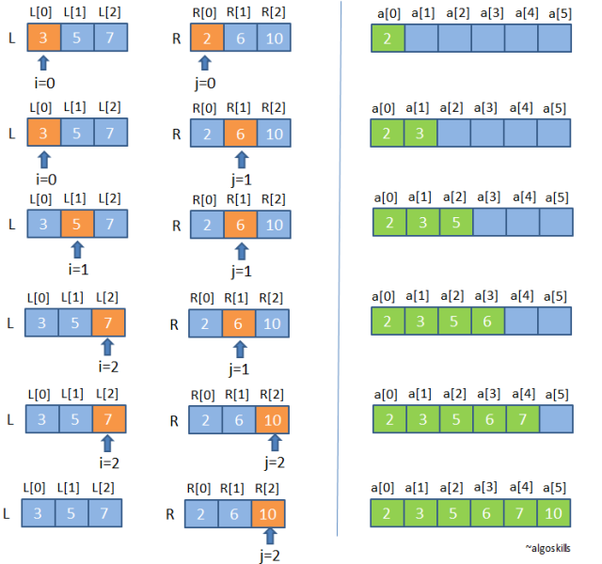 L[0] L[1] L[2] R[0] R[1] R[2] a[0] a[1] a[2] a[3] a[4] a[5]
L 3 5 7 R 2 6 10 2
i=0 j=0
L[0] L[1] L[2] R[0] R[1] R[2] a[0] a[1] a[2] a[3] a[4] a[5]
L 3 5 7 R 2 6 10 2 3
i=0 j=1
L[0] L[1] L[2] R[0] R[1] R[2] a[0] a[1] a[2] a[3] a[4] a[5]
L 3 5 7 R 2 6 10 2 3 5
i=1 j=1
L[0] L[1] L[2] R[0] R[1] R[2] a[0] a[1] a[2] a[3] a[4] a[5]
L 3 5 7 R 2 6 10 2 3 5 6
i=2 j=1
L[0] L[1] L[2] R[0] R[1] R[2] a[0] a[1] a[2] a[3] a[4] a[5]
L 3 5 7 R 2 6 10 2 3 5 6 7
i=2 j=2
L[0] L[1] L[2] R[0] R[1] R[2] a[0] a[1] a[2] a[3] a[4] a[5]
L 3 5 7 R 2 6 10 2 3 5 6 7 10
j=2
~algoskills